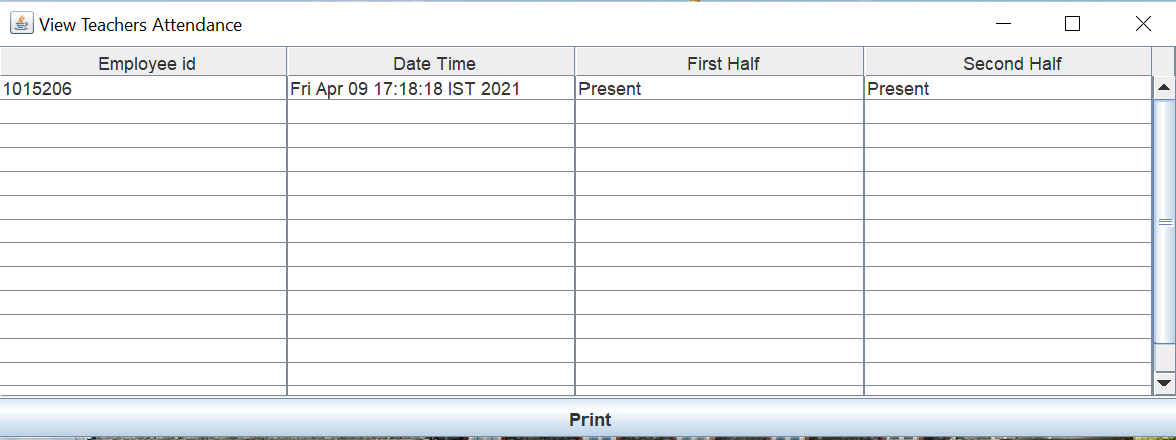 View Teachers Attendance
Employee id Date Time First Half Second Half
1015206 Fri Apr 09 17:18:18 IST 2021 Present Present
Print